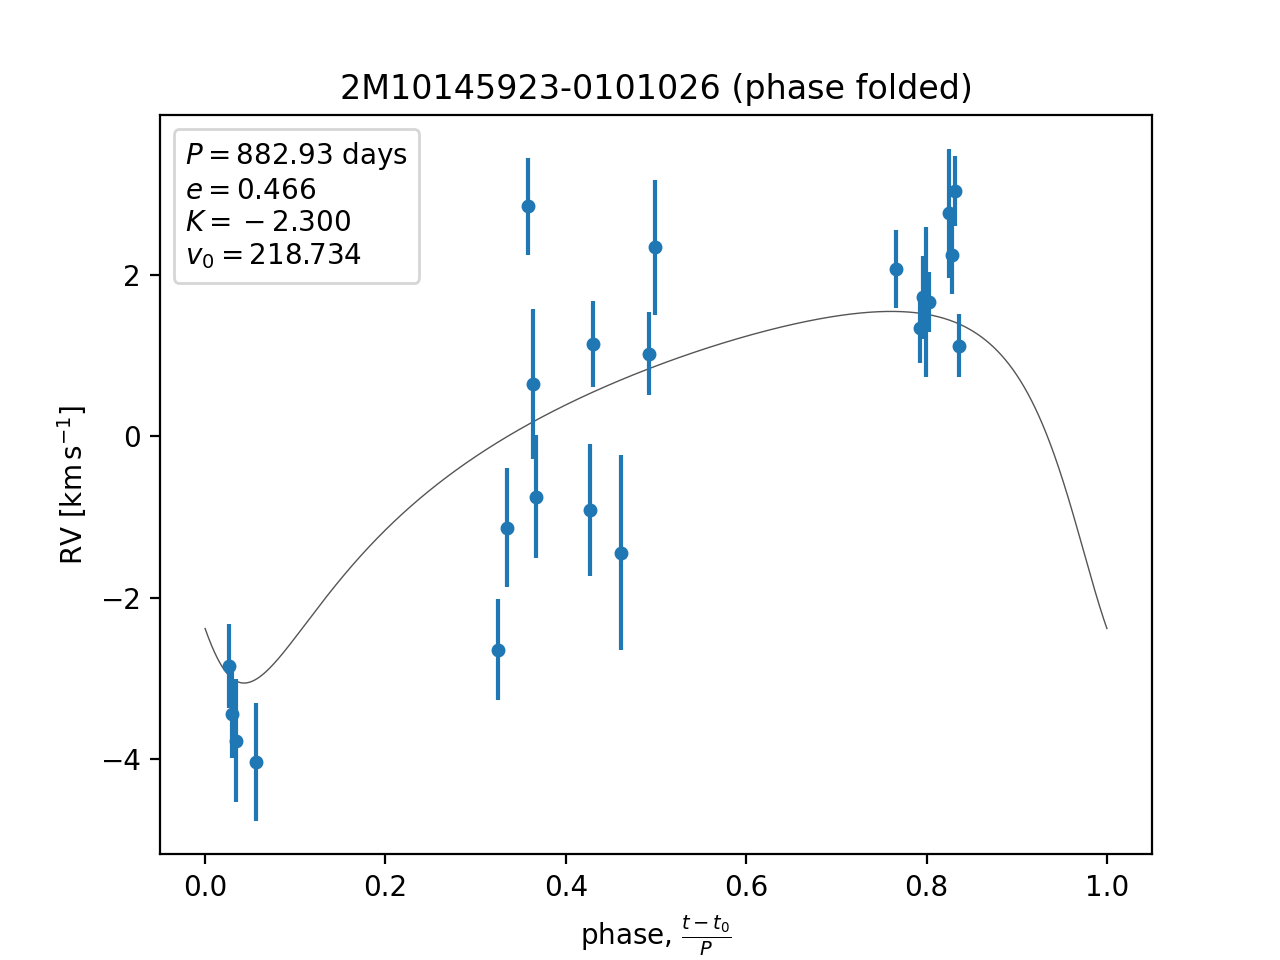 2M10145923-0101026 (phase folded)
P = 882.93 days
e = 0.466
K = −2.300
v₀ = 218.734
RV [km s⁻¹]
2
0
−2
−4
0.0 0.2 0.4 0.6 0.8 1.0
phase, (t − t₀)/P